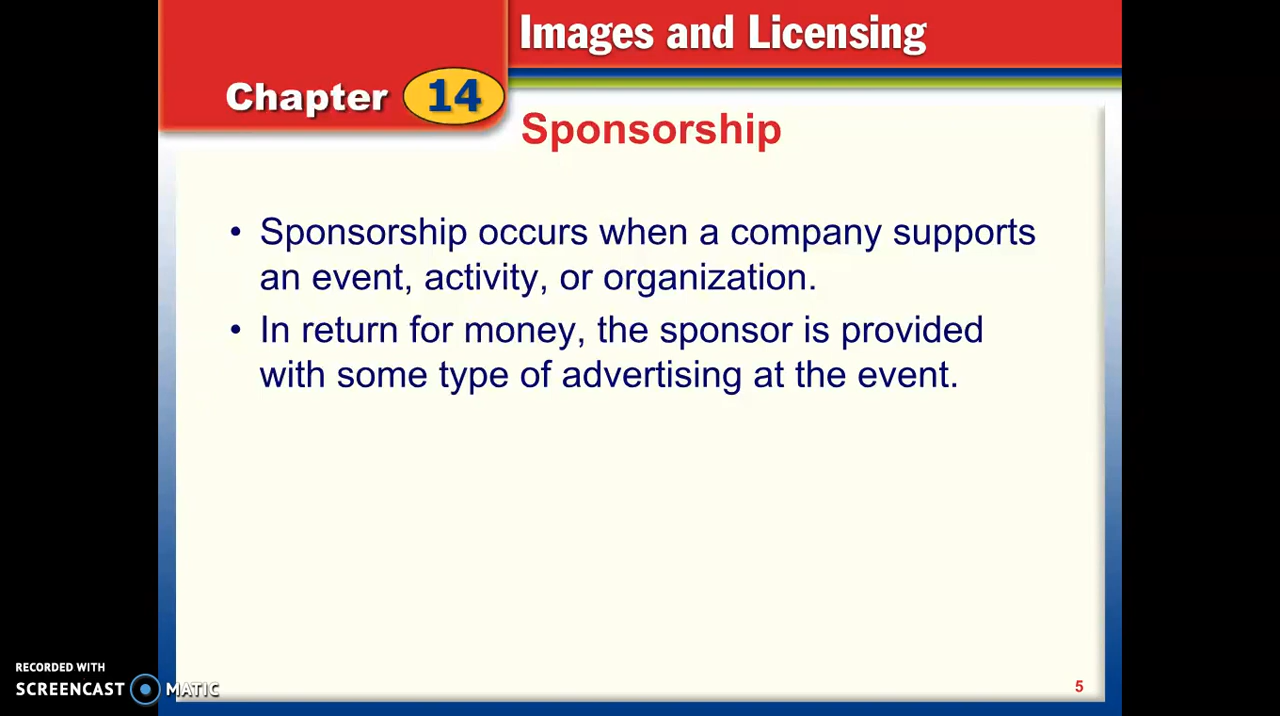 Images and Licensing
Chapter 14
Sponsorship
• Sponsorship occurs when a company supports
an event, activity, or organization.
• In return for money, the sponsor is provided
with some type of advertising at the event.
RECORDED WITH
SCREENCAST MATIC
5